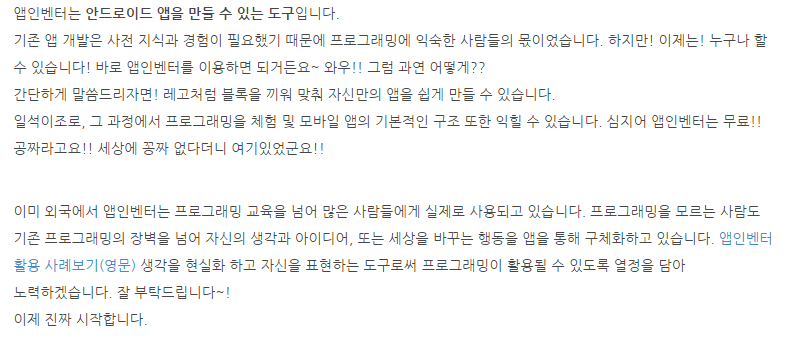 앱인벤터는 안드로이드 앱을 만들 수 있는 도구입니다.
기존 앱 개발은 사전 지식과 경험이 필요했기 때문에 프로그래밍에 익숙한 사람들의 몫이었습니다. 하지만! 이제는! 누구나 할
수 있습니다! 바로 앱인벤터를 이용하면 되거든요~ 와우!! 그럼 과연 어떻게??
간단하게 말씀드리자면! 레고처럼 블록을 끼워 맞춰 자신만의 앱을 쉽게 만들 수 있습니다.
일석이조로, 그 과정에서 프로그래밍을 체험 및 모바일 앱의 기본적인 구조 또한 익힐 수 있습니다. 심지어 앱인벤터는 무료!!
공짜라고요!! 세상에 꽁짜 없다더니 여기있었군요!!
이미 외국에서 앱인벤터는 프로그래밍 교육을 넘어 많은 사람들에게 실제로 사용되고 있습니다. 프로그래밍을 모르는 사람도
기존 프로그래밍의 장벽을 넘어 자신의 생각과 아이디어, 또는 세상을 바꾸는 행동을 앱을 통해 구체화하고 있습니다. 앱인벤터
활용 사례보기(영문) 생각을 현실화 하고 자신을 표현하는 도구로써 프로그래밍이 활용될 수 있도록 열정을 담아
노력하겠습니다. 잘 부탁드립니다~!
이제 진짜 시작합니다.